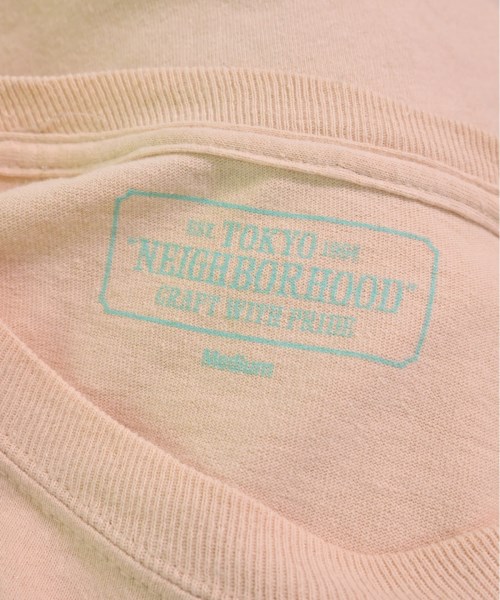 EST. TOKYO 1994
"NEIGHBORHOOD"
CRAFT WITH PRIDE
Medium